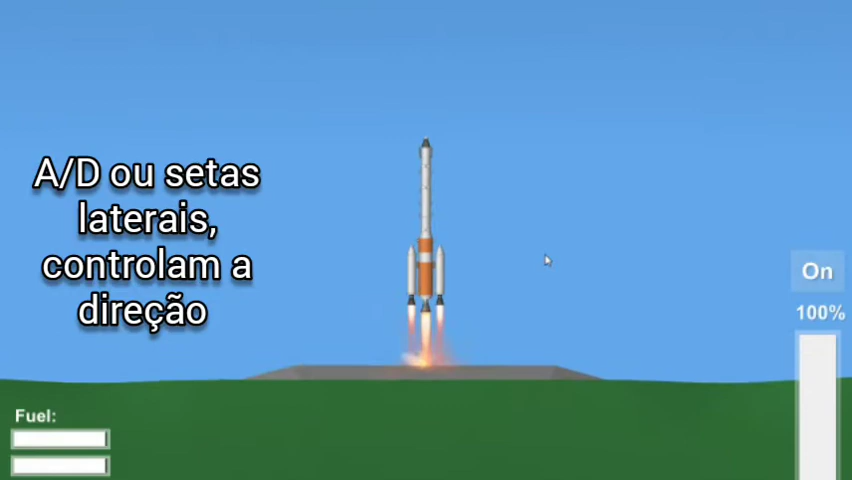 A/D ou setas
laterais,
controlam a
direção
On
100%
Fuel: